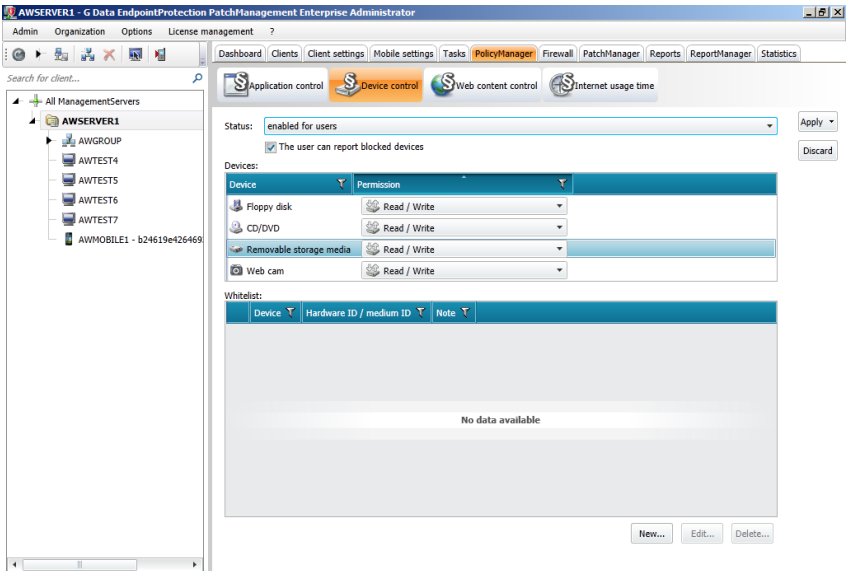 AWSERVER1 - G Data EndpointProtection PatchManagement Enterprise Administrator
Admin Organization Options License management ?
Dashboard Clients Client settings Mobile settings Tasks PolicyManager Firewall PatchManager Reports ReportManager Statistics
Search for client...
Application control Device control Web content control Internet usage time
All ManagementServers
AWSERVER1
AWGROUP
AWTEST4
AWTEST5
AWTEST6
AWTEST7
AWMOBILE1 - b24619e426469
Status: enabled for users
Apply
The user can report blocked devices
Discard
Devices:
Device Permission
Floppy disk Read / Write
CD/DVD Read / Write
Removable storage media Read / Write
Web cam Read / Write
Whitelist:
Device Hardware ID / medium ID Note
No data available
New... Edit... Delete...